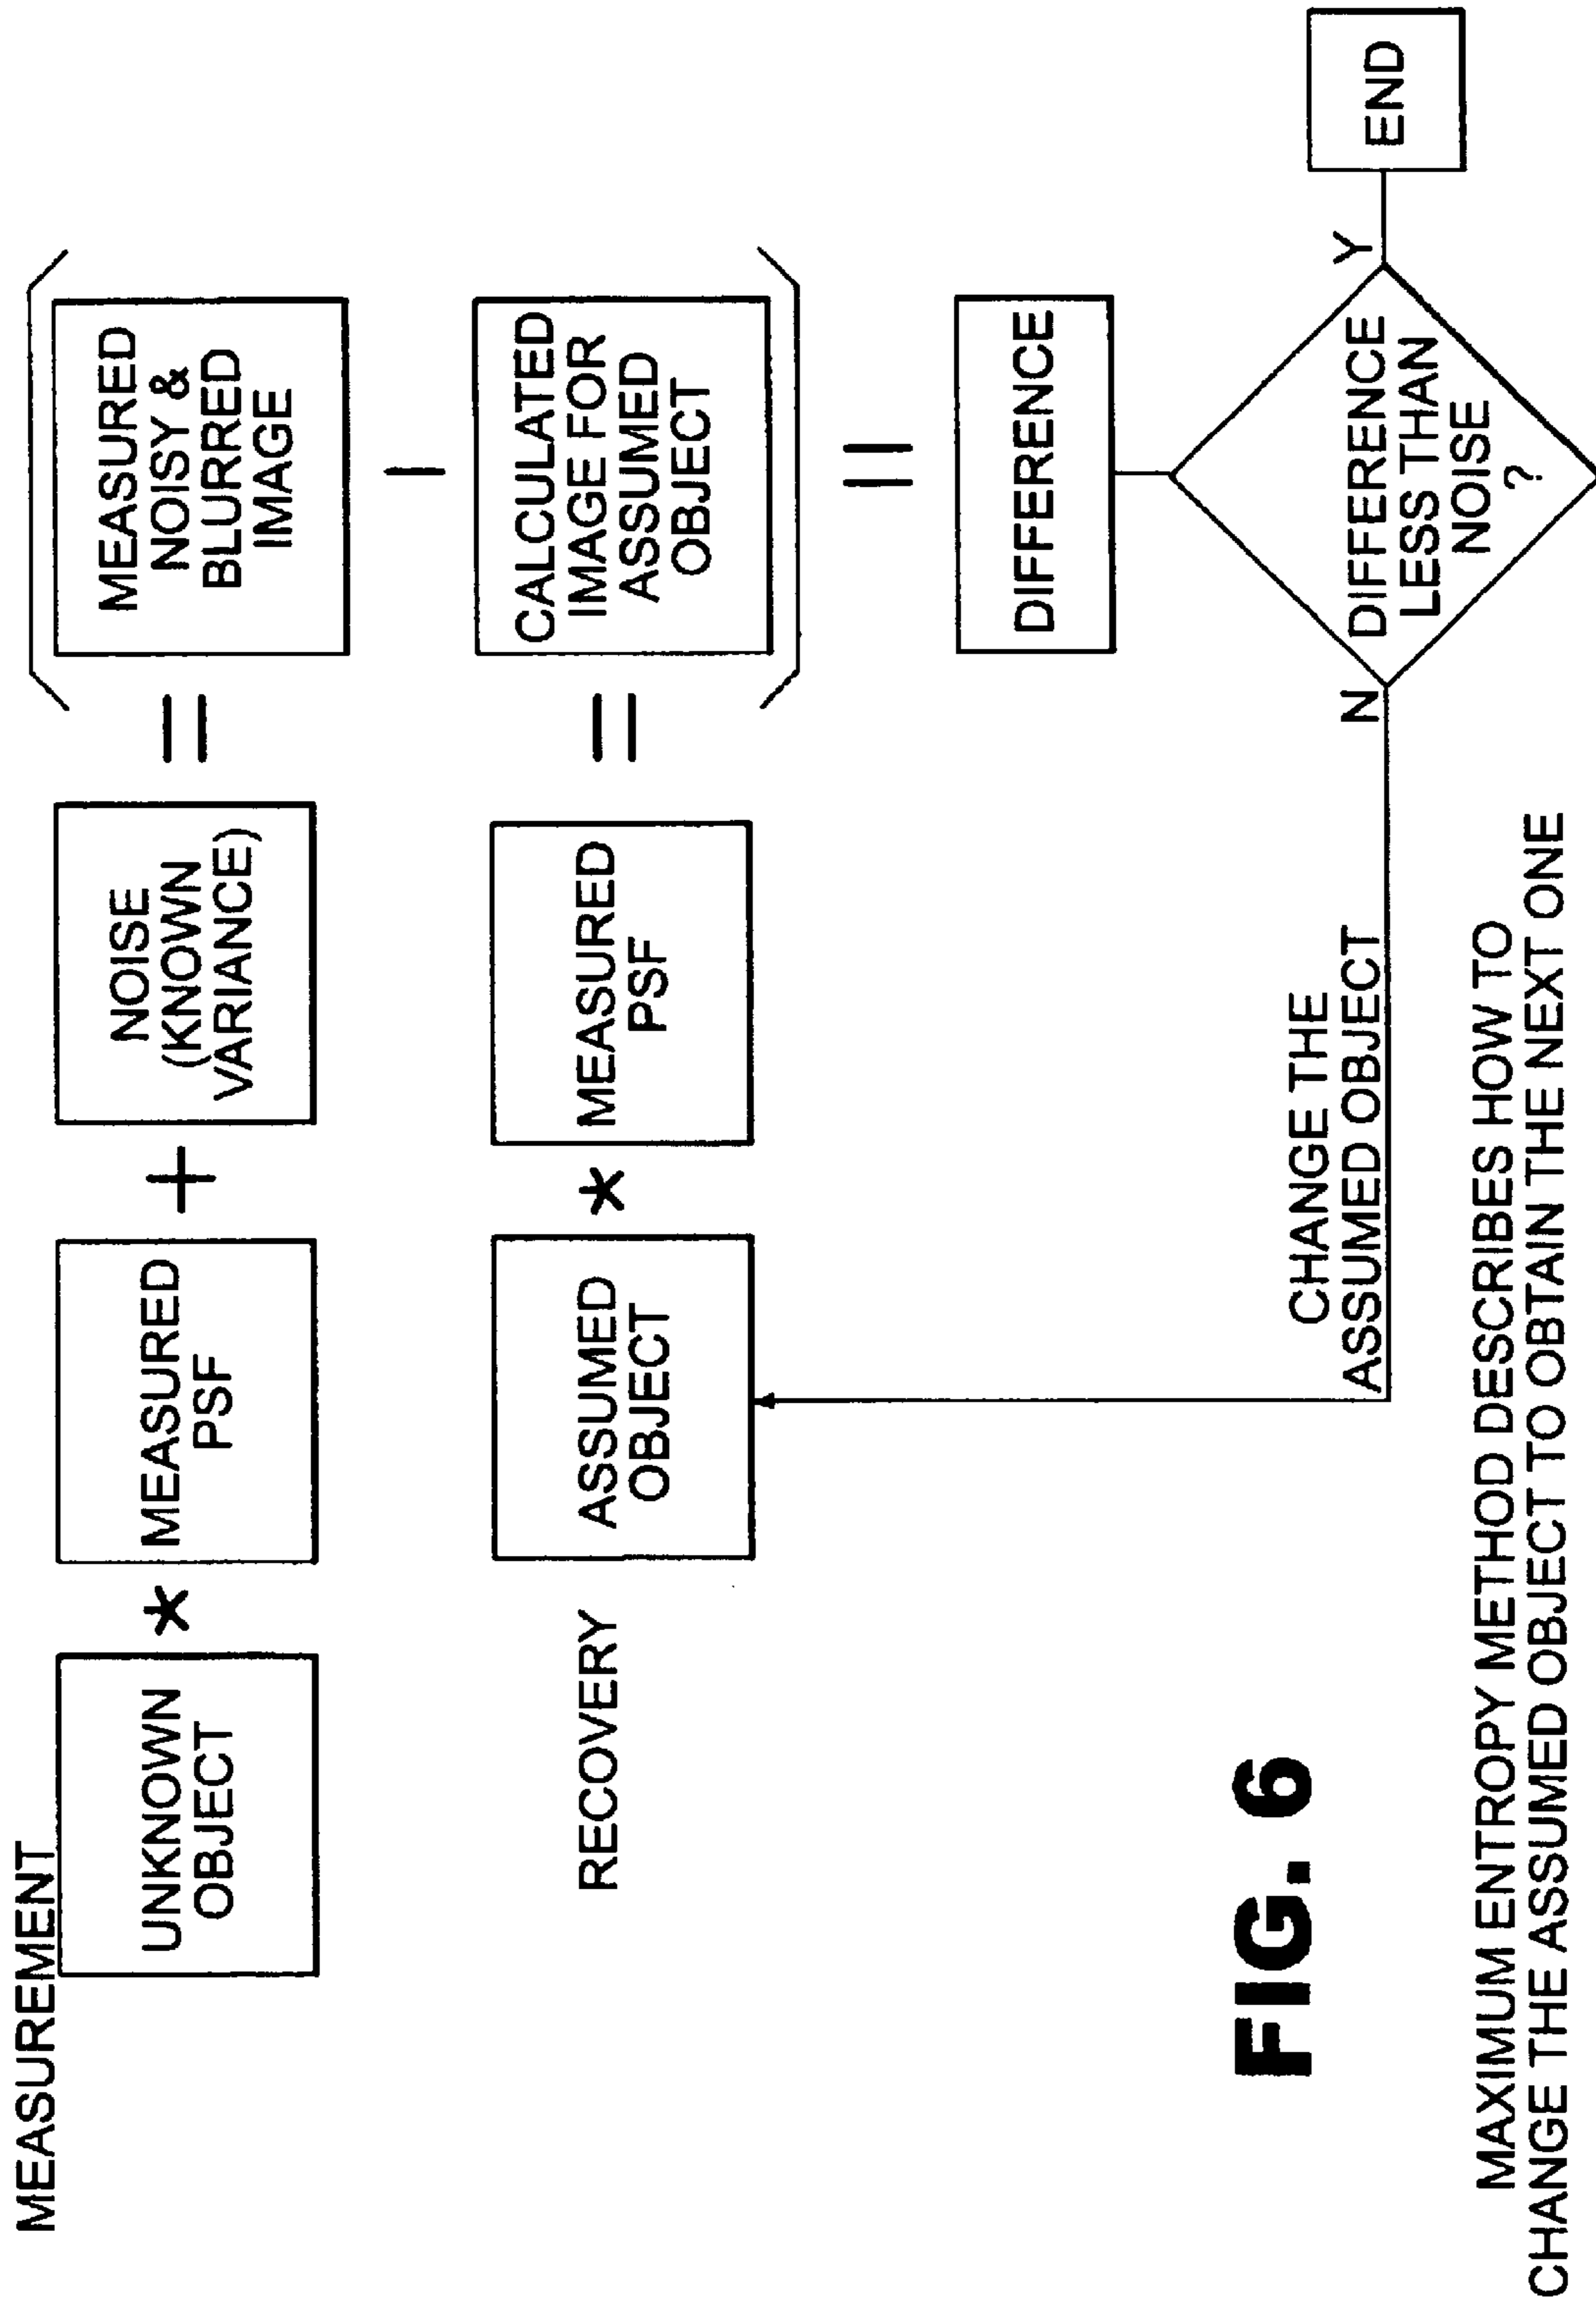 MEASUREMENT
UNKNOWN
OBJECT
*
MEASURED
PSF
+
NOISE
(KNOWN
VARIANCE)
=
MEASURED
NOISY &
BLURRED
IMAGE
−
RECOVERY
ASSUMED
OBJECT
*
MEASURED
PSF
=
CALCULATED
IMAGE FOR
ASSUMED
OBJECT
=
DIFFERENCE
DIFFERENCE
LESS THAN
NOISE
?
Y
END
N
CHANGE THE
ASSUMED OBJECT
FIG. 6
MAXIMUM ENTROPY METHOD DESCRIBES HOW TO
CHANGE THE ASSUMED OBJECT TO OBTAIN THE NEXT ONE